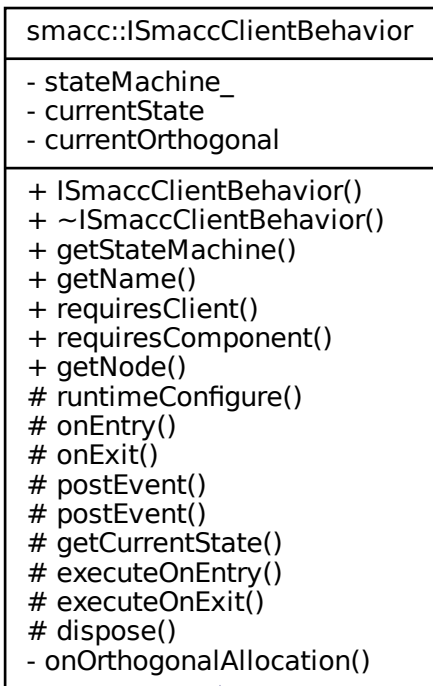 smacc::ISmaccClientBehavior
- stateMachine_
- currentState
- currentOrthogonal
+ ISmaccClientBehavior()
+ ~ISmaccClientBehavior()
+ getStateMachine()
+ getName()
+ requiresClient()
+ requiresComponent()
+ getNode()
# runtimeConfigure()
# onEntry()
# onExit()
# postEvent()
# postEvent()
# getCurrentState()
# executeOnEntry()
# executeOnExit()
# dispose()
- onOrthogonalAllocation()